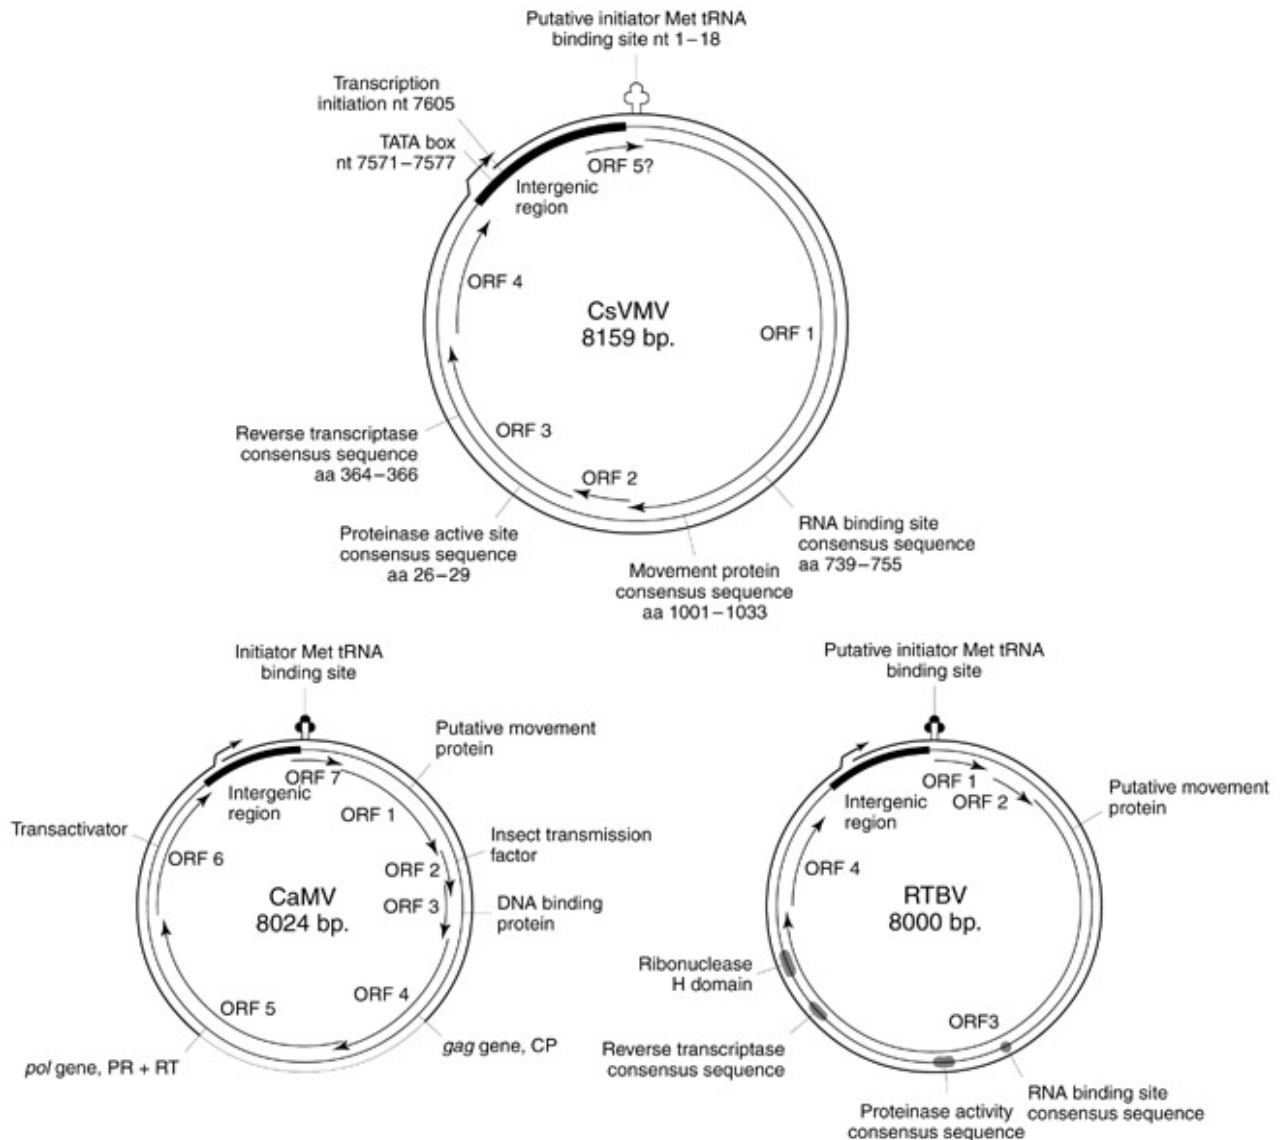 Putative initiator Met tRNA
binding site nt 1–18
Transcription
initiation nt 7605
TATA box
nt 7571–7577
ORF 5?
Intergenic
region
ORF 4
CsVMV
8159 bp.
ORF 1
Reverse transcriptase
consensus sequence
aa 364–366
ORF 3
ORF 2
Proteinase active site
consensus sequence
aa 26–29
RNA binding site
consensus sequence
aa 739–755
Movement protein
consensus sequence
aa 1001–1033
Initiator Met tRNA
binding site
Putative movement
protein
ORF 7
Intergenic
region
ORF 1
Transactivator
Insect transmission
factor
ORF 6
ORF 2
CaMV
8024 bp.
ORF 3
DNA binding
protein
ORF 4
ORF 5
gag gene, CP
pol gene, PR + RT
Putative initiator Met tRNA
binding site
ORF 1
ORF 2
Putative movement
protein
Intergenic
region
ORF 4
RTBV
8000 bp.
Ribonuclease
H domain
ORF3
Reverse transcriptase
consensus sequence
RNA binding site
consensus sequence
Proteinase activity
consensus sequence